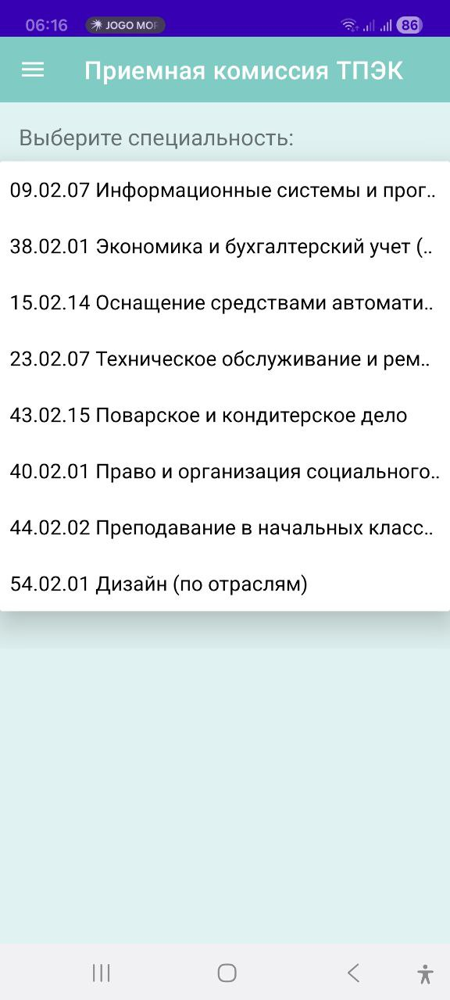 06:16 JOGO MOR 86
Приемная комиссия ТПЭК
Выберите специальность:
09.02.07 Информационные системы и прог..
38.02.01 Экономика и бухгалтерский учет (..
15.02.14 Оснащение средствами автомати..
23.02.07 Техническое обслуживание и рем..
43.02.15 Поварское и кондитерское дело
40.02.01 Право и организация социального..
44.02.02 Преподавание в начальных класс..
54.02.01 Дизайн (по отраслям)